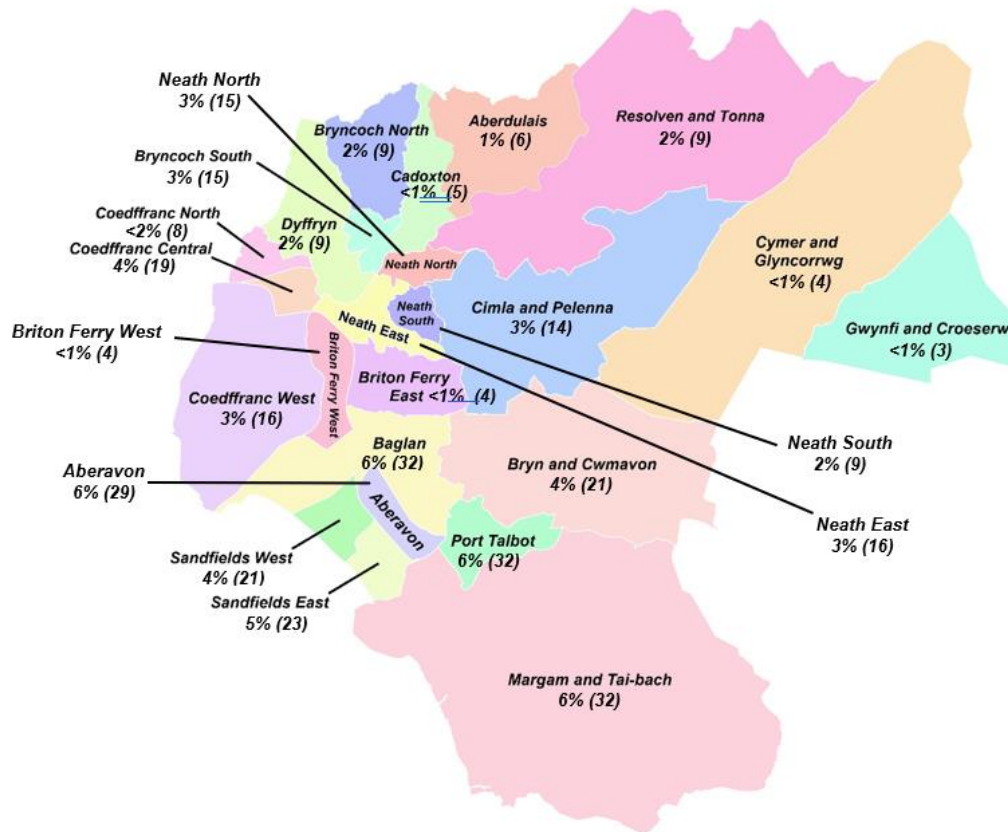 Neath North
3% (15)
Bryncoch North
2% (9)
Aberdulais
1% (6)
Resolven and Tonna
2% (9)
Bryncoch South
3% (15)
Cadoxton
<1% (5)
Coedffranc North
<2% (8)
Dyffryn
2% (9)
Coedffranc Central
4% (19)
Neath North
Cymer and
Glyncorrwg
<1% (4)
Neath
South
Cimla and Pelenna
3% (14)
Neath East
Gwynfi and Croeserw
<1% (3)
Briton Ferry West
<1% (4)
Briton Ferry West
Briton Ferry
East <1% (4)
Coedffranc West
3% (16)
Baglan
6% (32)
Neath South
2% (9)
Bryn and Cwmavon
4% (21)
Aberavon
6% (29)
Aberavon
Neath East
3% (16)
Port Talbot
6% (32)
Sandfields West
4% (21)
Sandfields East
5% (23)
Margam and Tai-bach
6% (32)